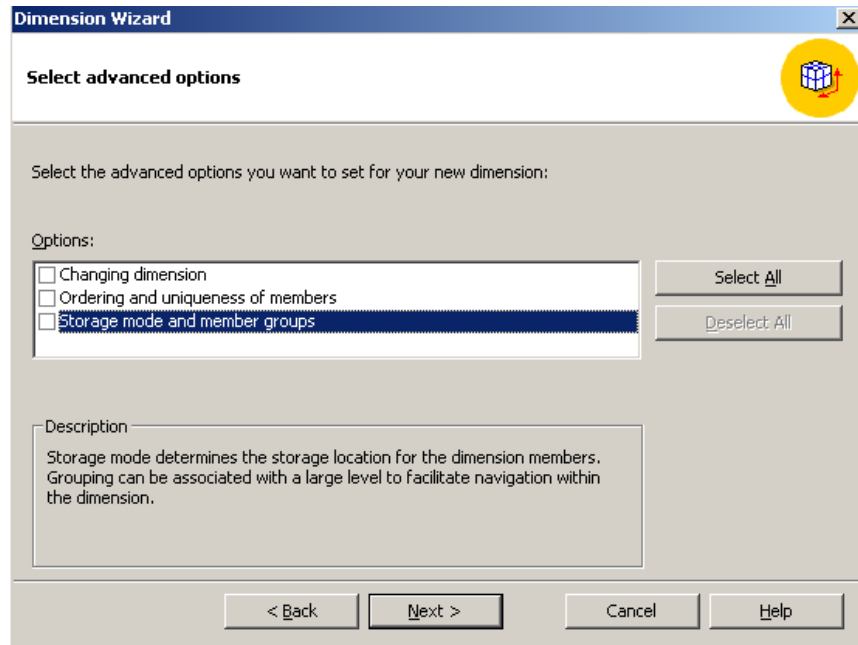 Dimension Wizard
Select advanced options
Select the advanced options you want to set for your new dimension:
Options:
Changing dimension
Ordering and uniqueness of members
Storage mode and member groups
Select All
Deselect All
Description
Storage mode determines the storage location for the dimension members.
Grouping can be associated with a large level to facilitate navigation within
the dimension.
< Back
Next >
Cancel
Help